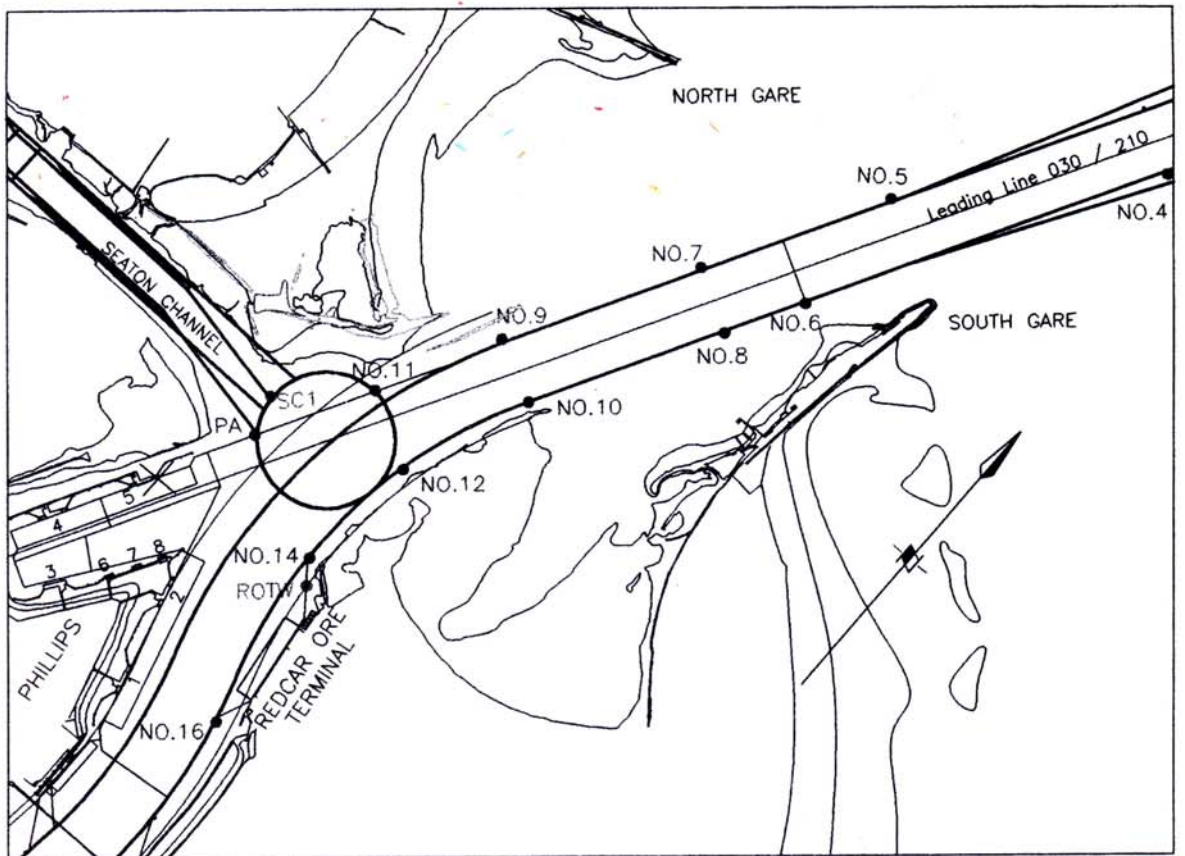 NORTH GARE
NO.5
Leading Line 030 / 210
NO.4
NO.7
SEATON CHANNEL
NO.6
SOUTH GARE
NO.9
NO.8
NO.11
SC1
NO.10
PA
NO.12
5
4
NO.14
8
7
6
3
ROTW
2
PHILLIPS
REDCAR ORE
TERMINAL
NO.16